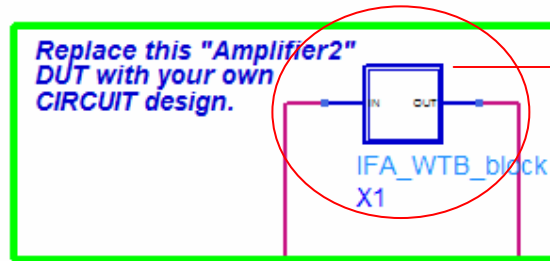 Replace this "Amplifier2"
DUT with your own
CIRCUIT design.
IN OUT
IFA_WTB_block
X1